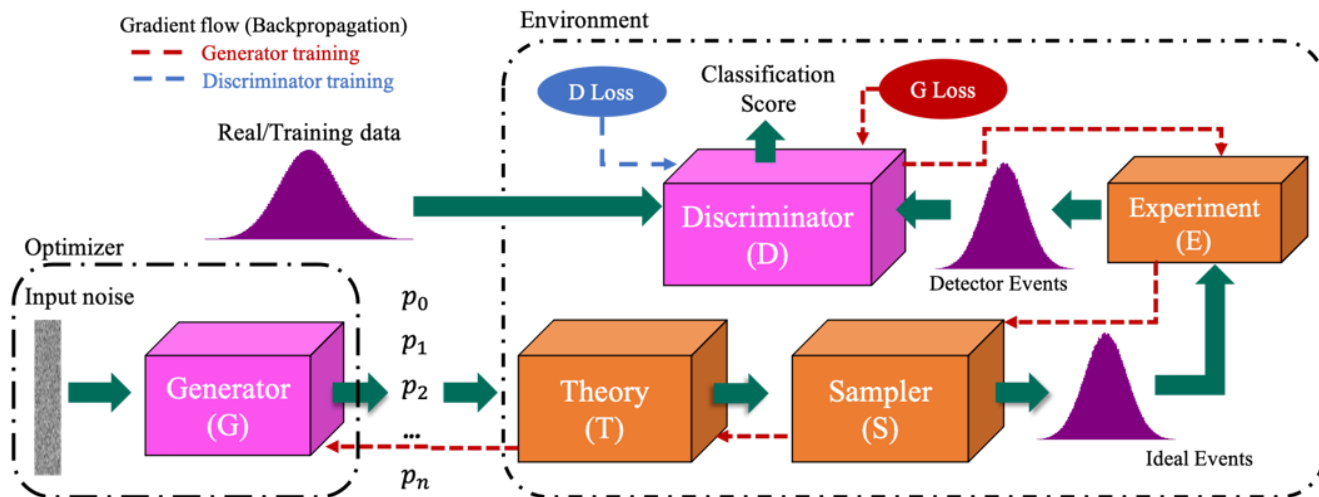 Gradient flow (Backpropagation)
Generator training
Discriminator training
Environment
D Loss
Classification
Score
G Loss
Real/Training data
Discriminator
(D)
Experiment
(E)
Detector Events
Optimizer
Input noise
Generator
(G)
p₀
p₁
p₂
...
pₙ
Theory
(T)
Sampler
(S)
Ideal Events